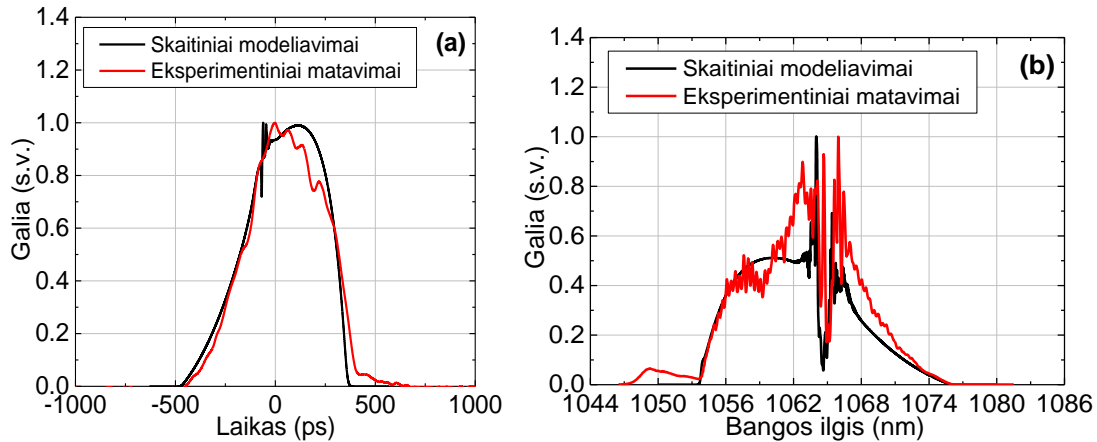 (a)
Skaitiniai modeliavimai
Eksperimentiniai matavimai
Galia (s.v.)
1.4
1.2
1.0
0.8
0.6
0.4
0.2
0.0
-1000 -500 0 500 1000
Laikas (ps)
(b)
Skaitiniai modeliavimai
Eksperimentiniai matavimai
Galia (s.v.)
1.4
1.2
1.0
0.8
0.6
0.4
0.2
0.0
1044 1050 1056 1062 1068 1074 1080 1086
Bangos ilgis (nm)